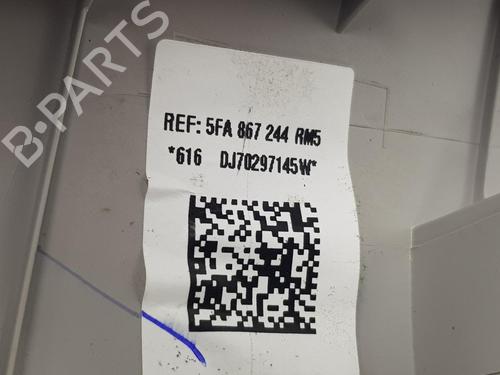 B-PARTS
REF: 5FA 867 244 RM5
*616 DJ70297145W*